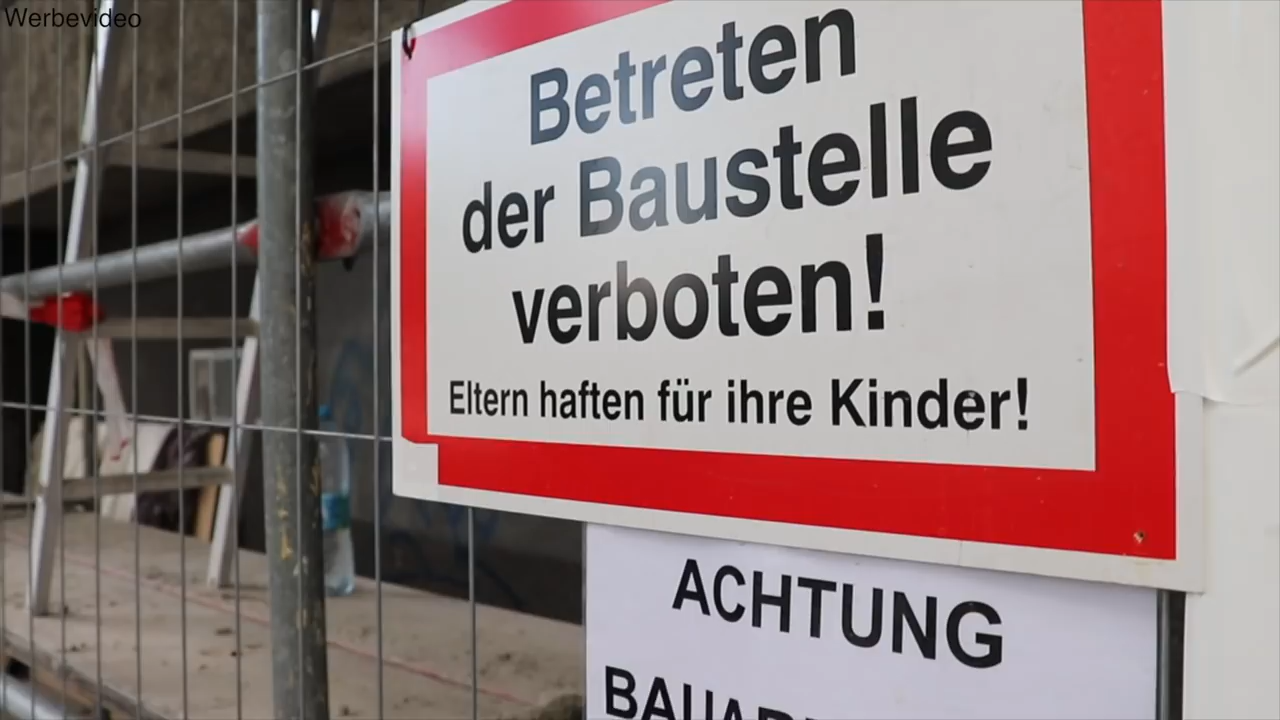 Werbevideo
Betreten
der Baustelle
verboten!
Eltern haften für ihre Kinder!
ACHTUNG